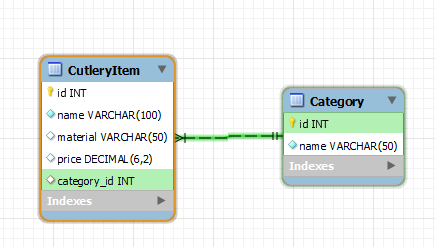 CutleryItem
id INT
name VARCHAR(100)
material VARCHAR(50)
price DECIMAL(6,2)
category_id INT
Indexes
Category
id INT
name VARCHAR(50)
Indexes